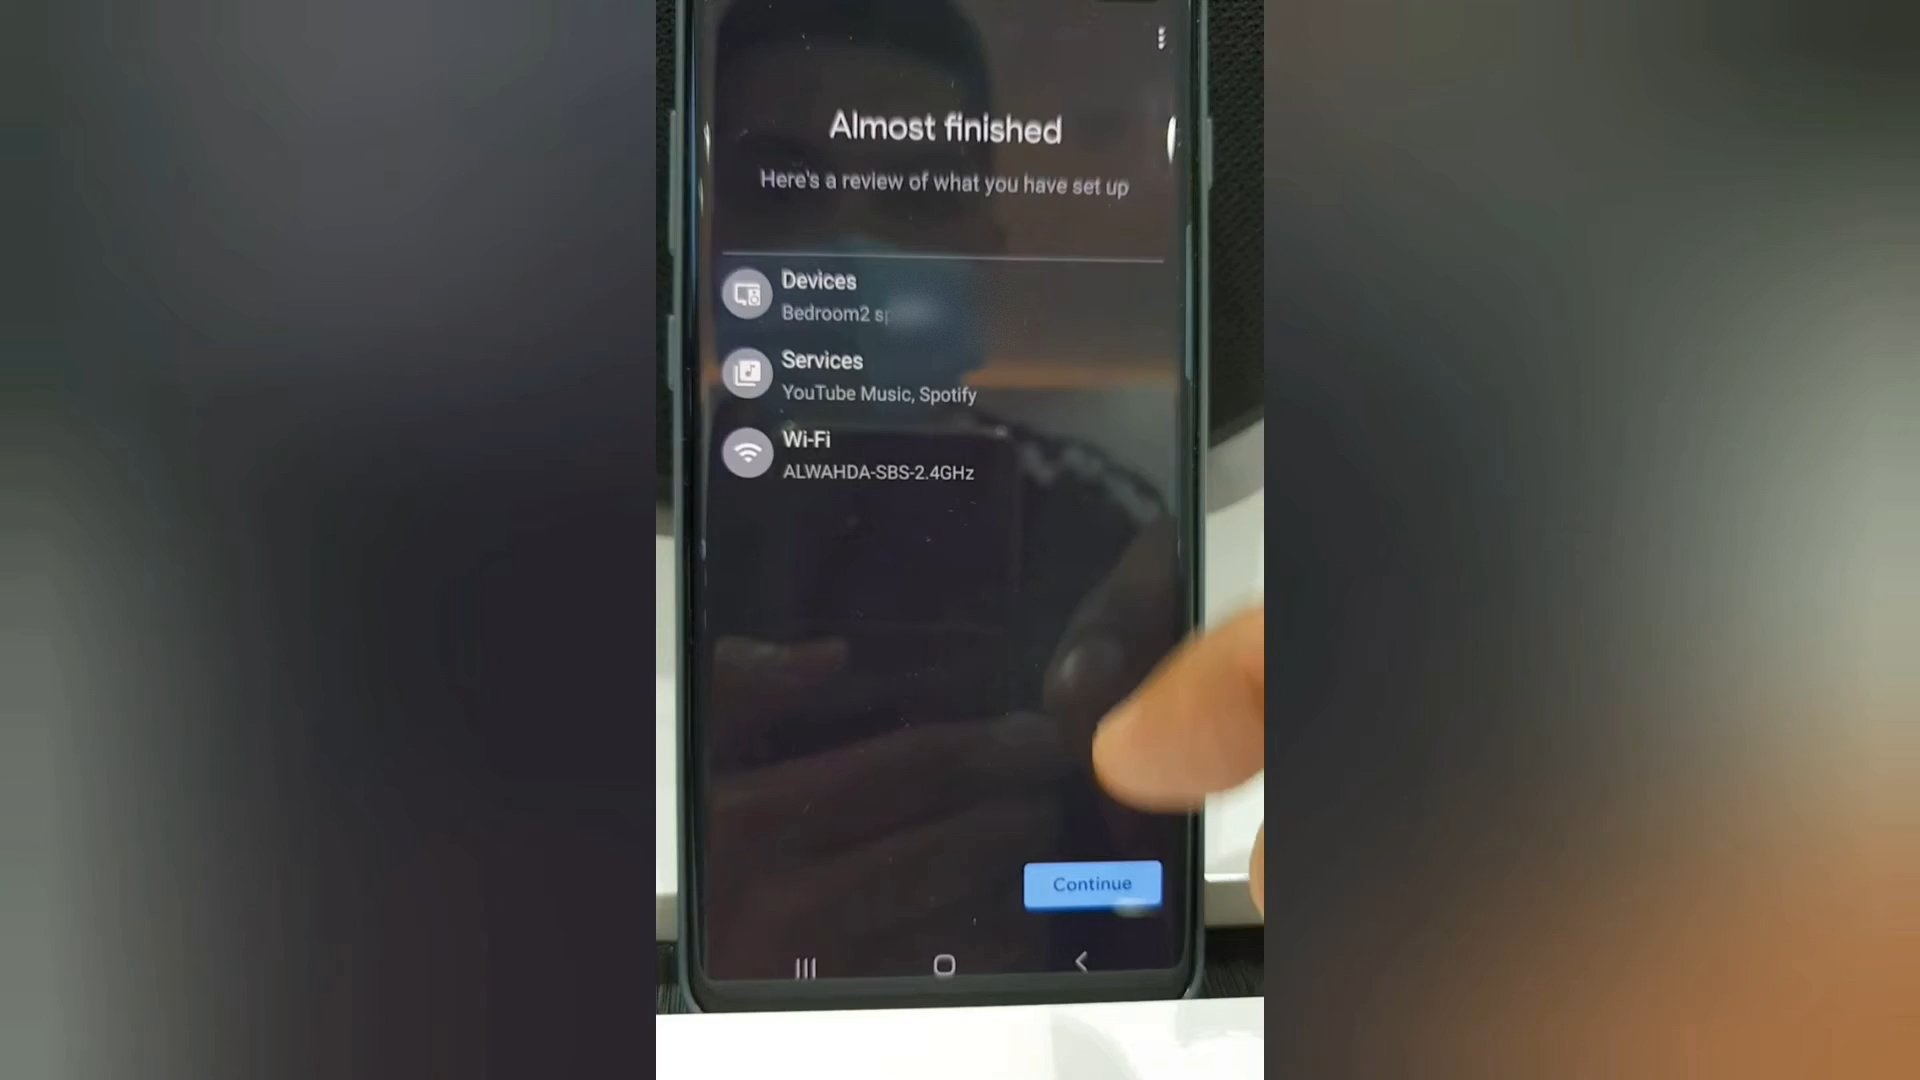 Almost finished
Here's a review of what you have set up
Devices
Bedroom2
Services
YouTube Music, Spotify
Wi-Fi
ALWAHDA-SBS-2.4GHz
Continue